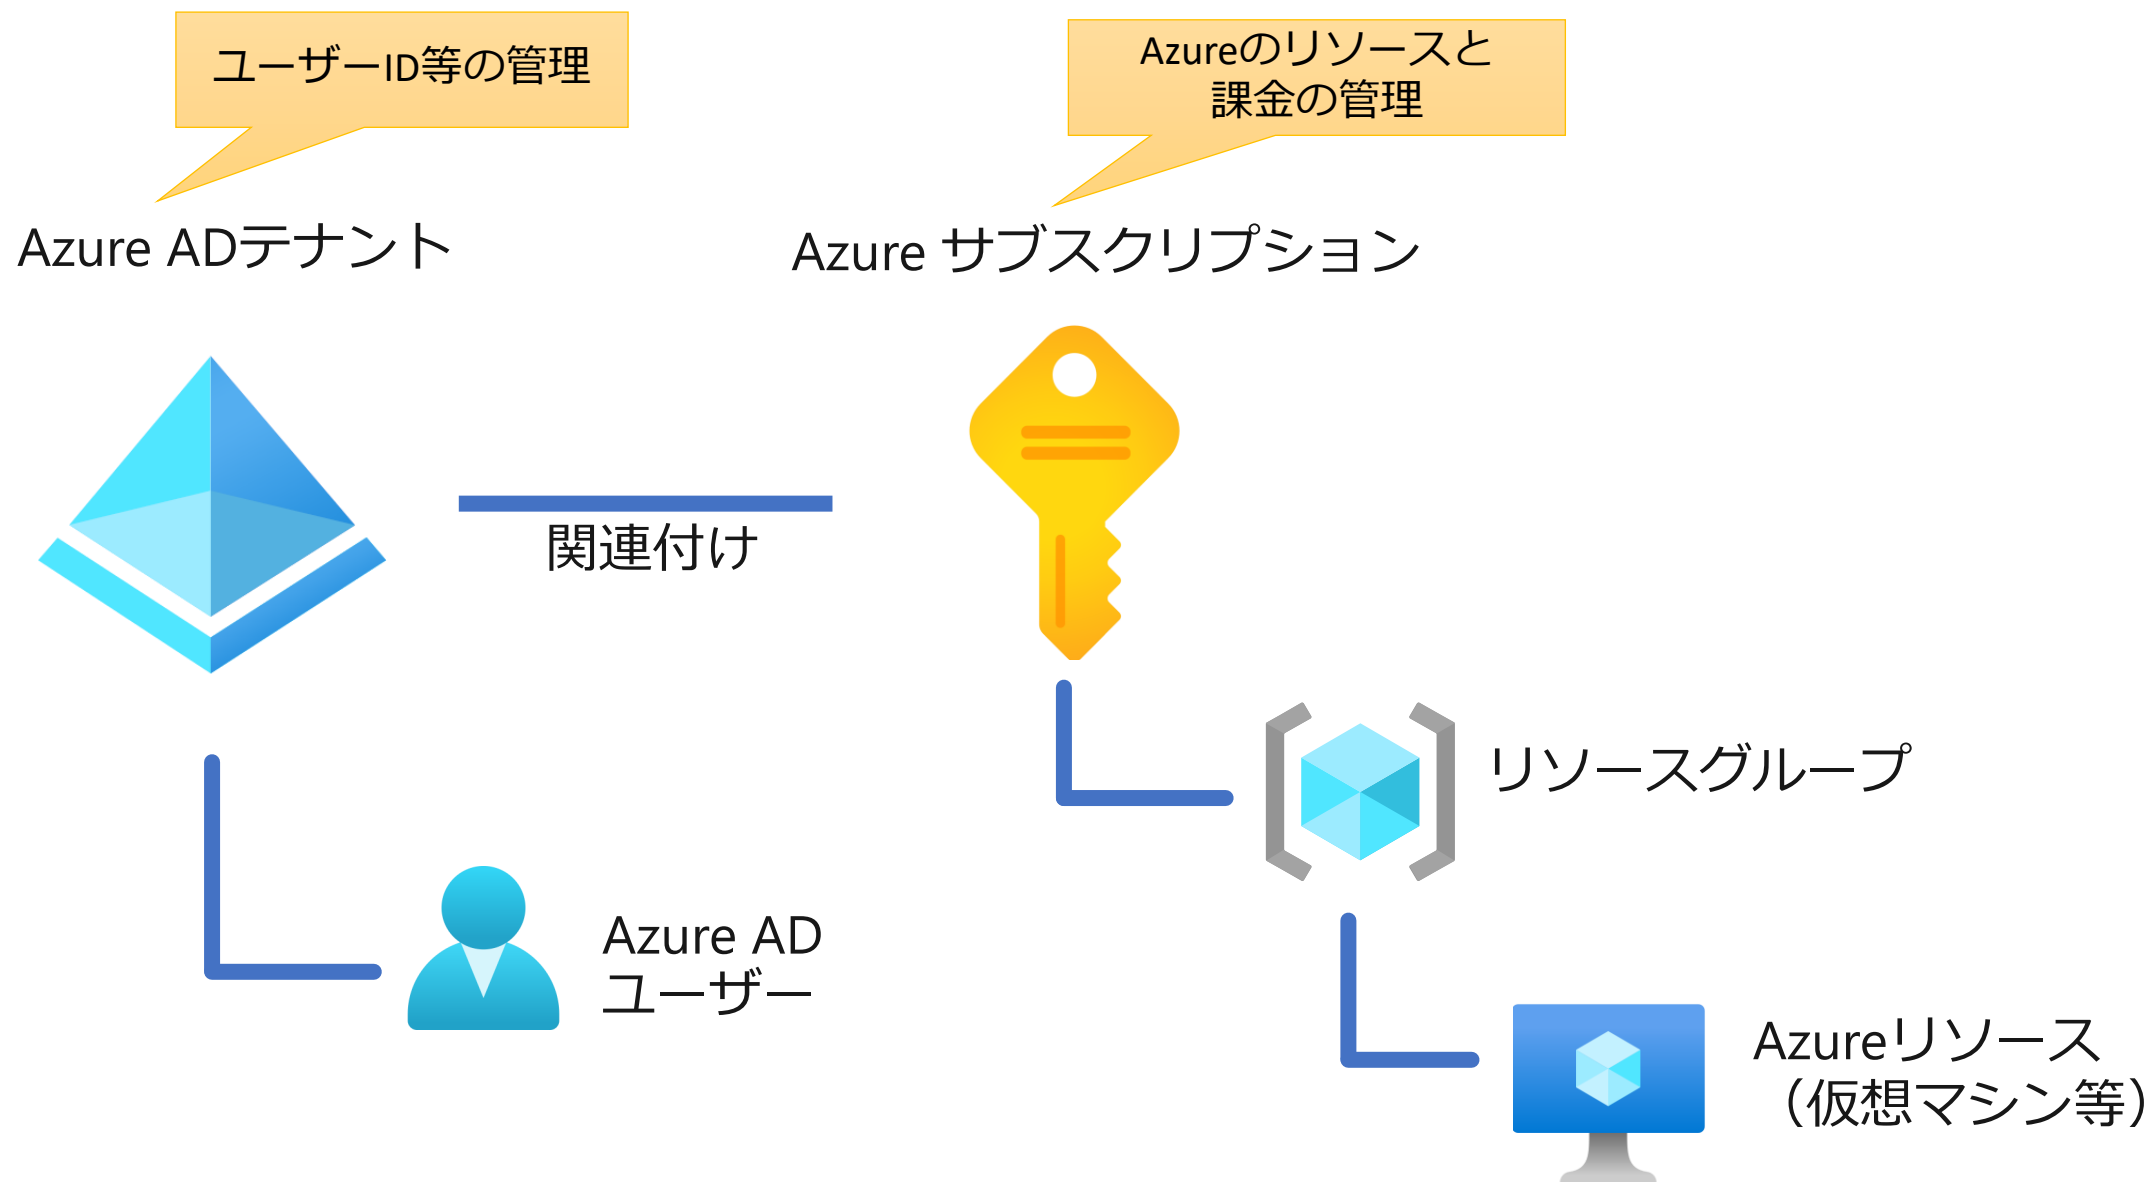 ユーザーID等の管理
Azureのリソースと
課金の管理
Azure ADテナント
Azure サブスクリプション
関連付け
リソースグループ
Azure AD
ユーザー
Azureリソース
（仮想マシン等）